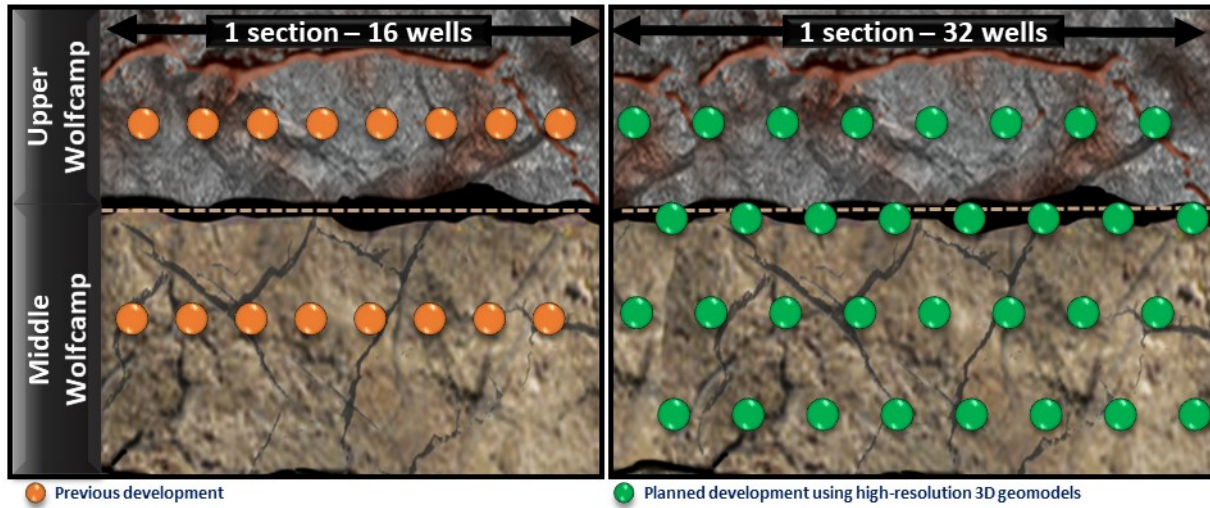 1 section – 16 wells
1 section – 32 wells
Upper
Wolfcamp
Middle
Wolfcamp
Previous development
Planned development using high-resolution 3D geomodels